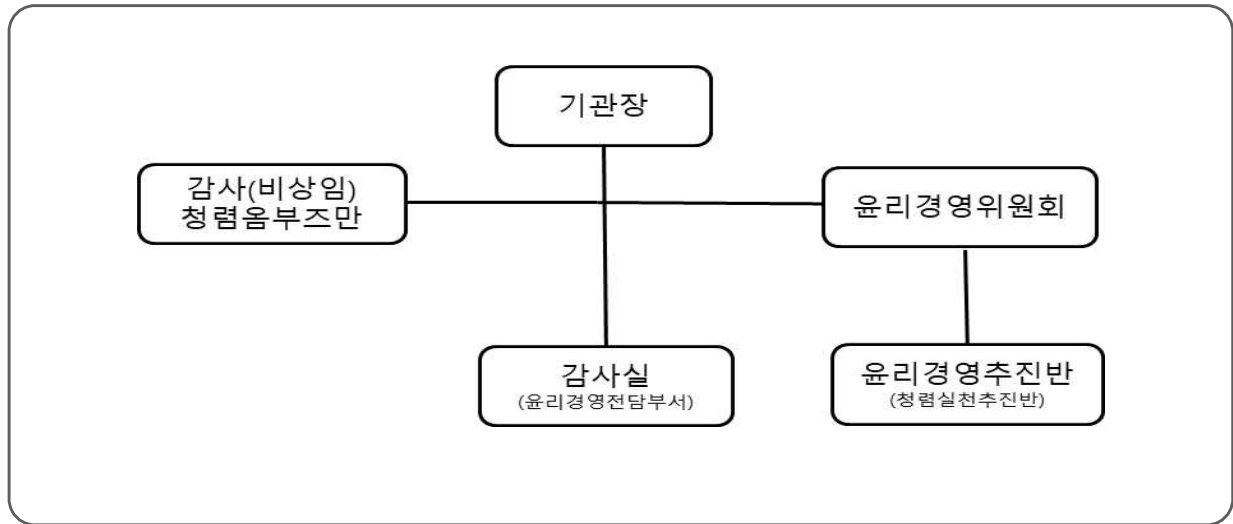 기관장
감사(비상임)
청렴옴부즈만
윤리경영위원회
감사실
(윤리경영전담부서)
윤리경영추진반
(청렴실천추진반)